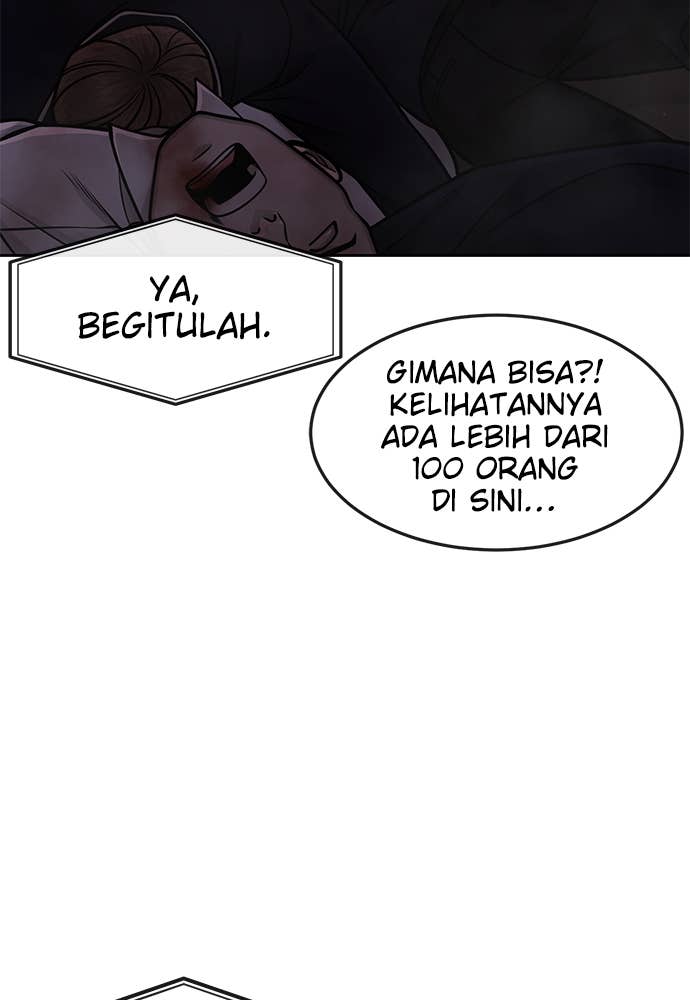 YA,
BEGITULAH.
GIMANA BISA?!
KELIHATANNYA
ADA LEBIH DARI
100 ORANG
DI SINI...